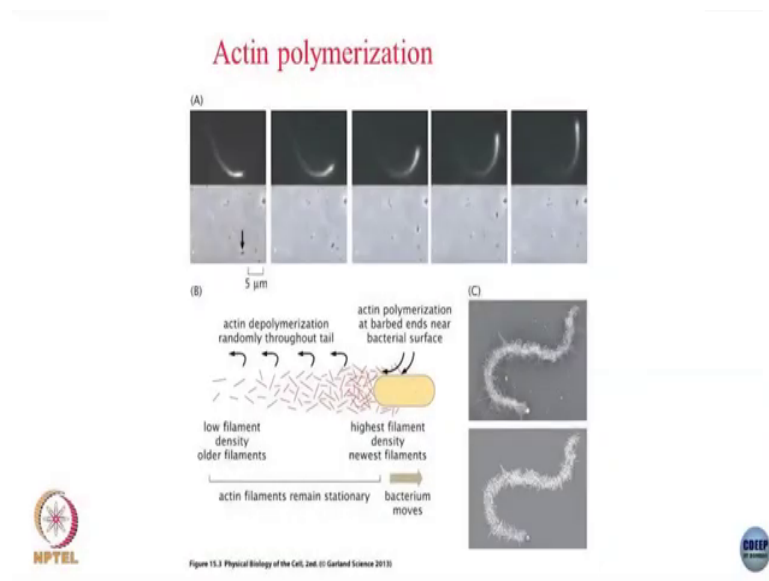 Actin polymerization
(A)
5 μm
(B)
(C)
actin depolymerization
randomly throughout tail
actin polymerization
at barbed ends near
bacterial surface
low filament
density
older filaments
highest filament
density
newest filaments
actin filaments remain stationary
bacterium
moves
NPTEL
CDEEP
Figure 15.3 Physical Biology of the Cell, 2nd. (© Garland Science 2013)